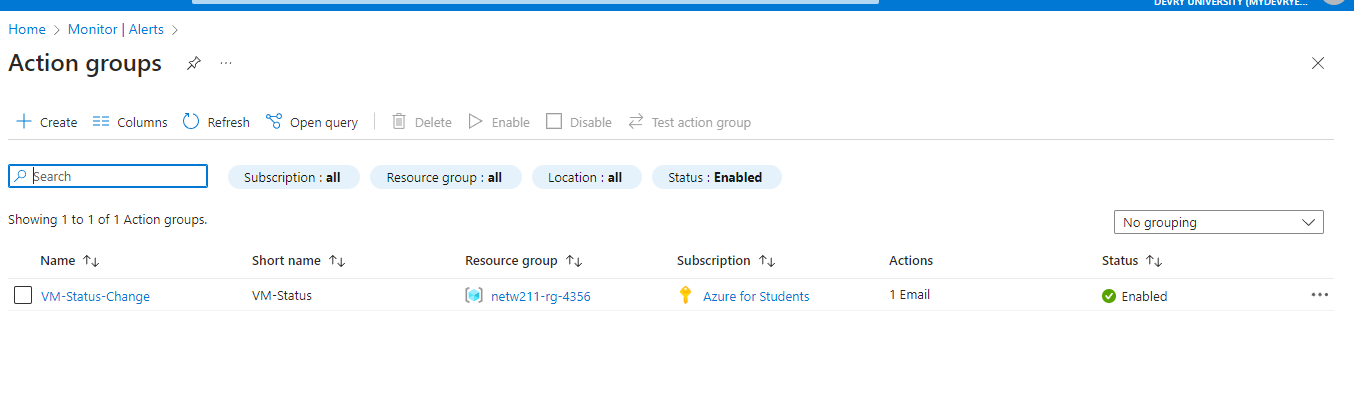 DEVRY UNIVERSITY (MYDEVRYE...
Home > Monitor | Alerts >
Action groups ...
Create Columns Refresh Open query Delete Enable Disable Test action group
Search Subscription : all Resource group : all Location : all Status : Enabled
Showing 1 to 1 of 1 Action groups.
No grouping
Name Short name Resource group Subscription Actions Status
VM-Status-Change VM-Status netw211-rg-4356 Azure for Students 1 Email Enabled ...